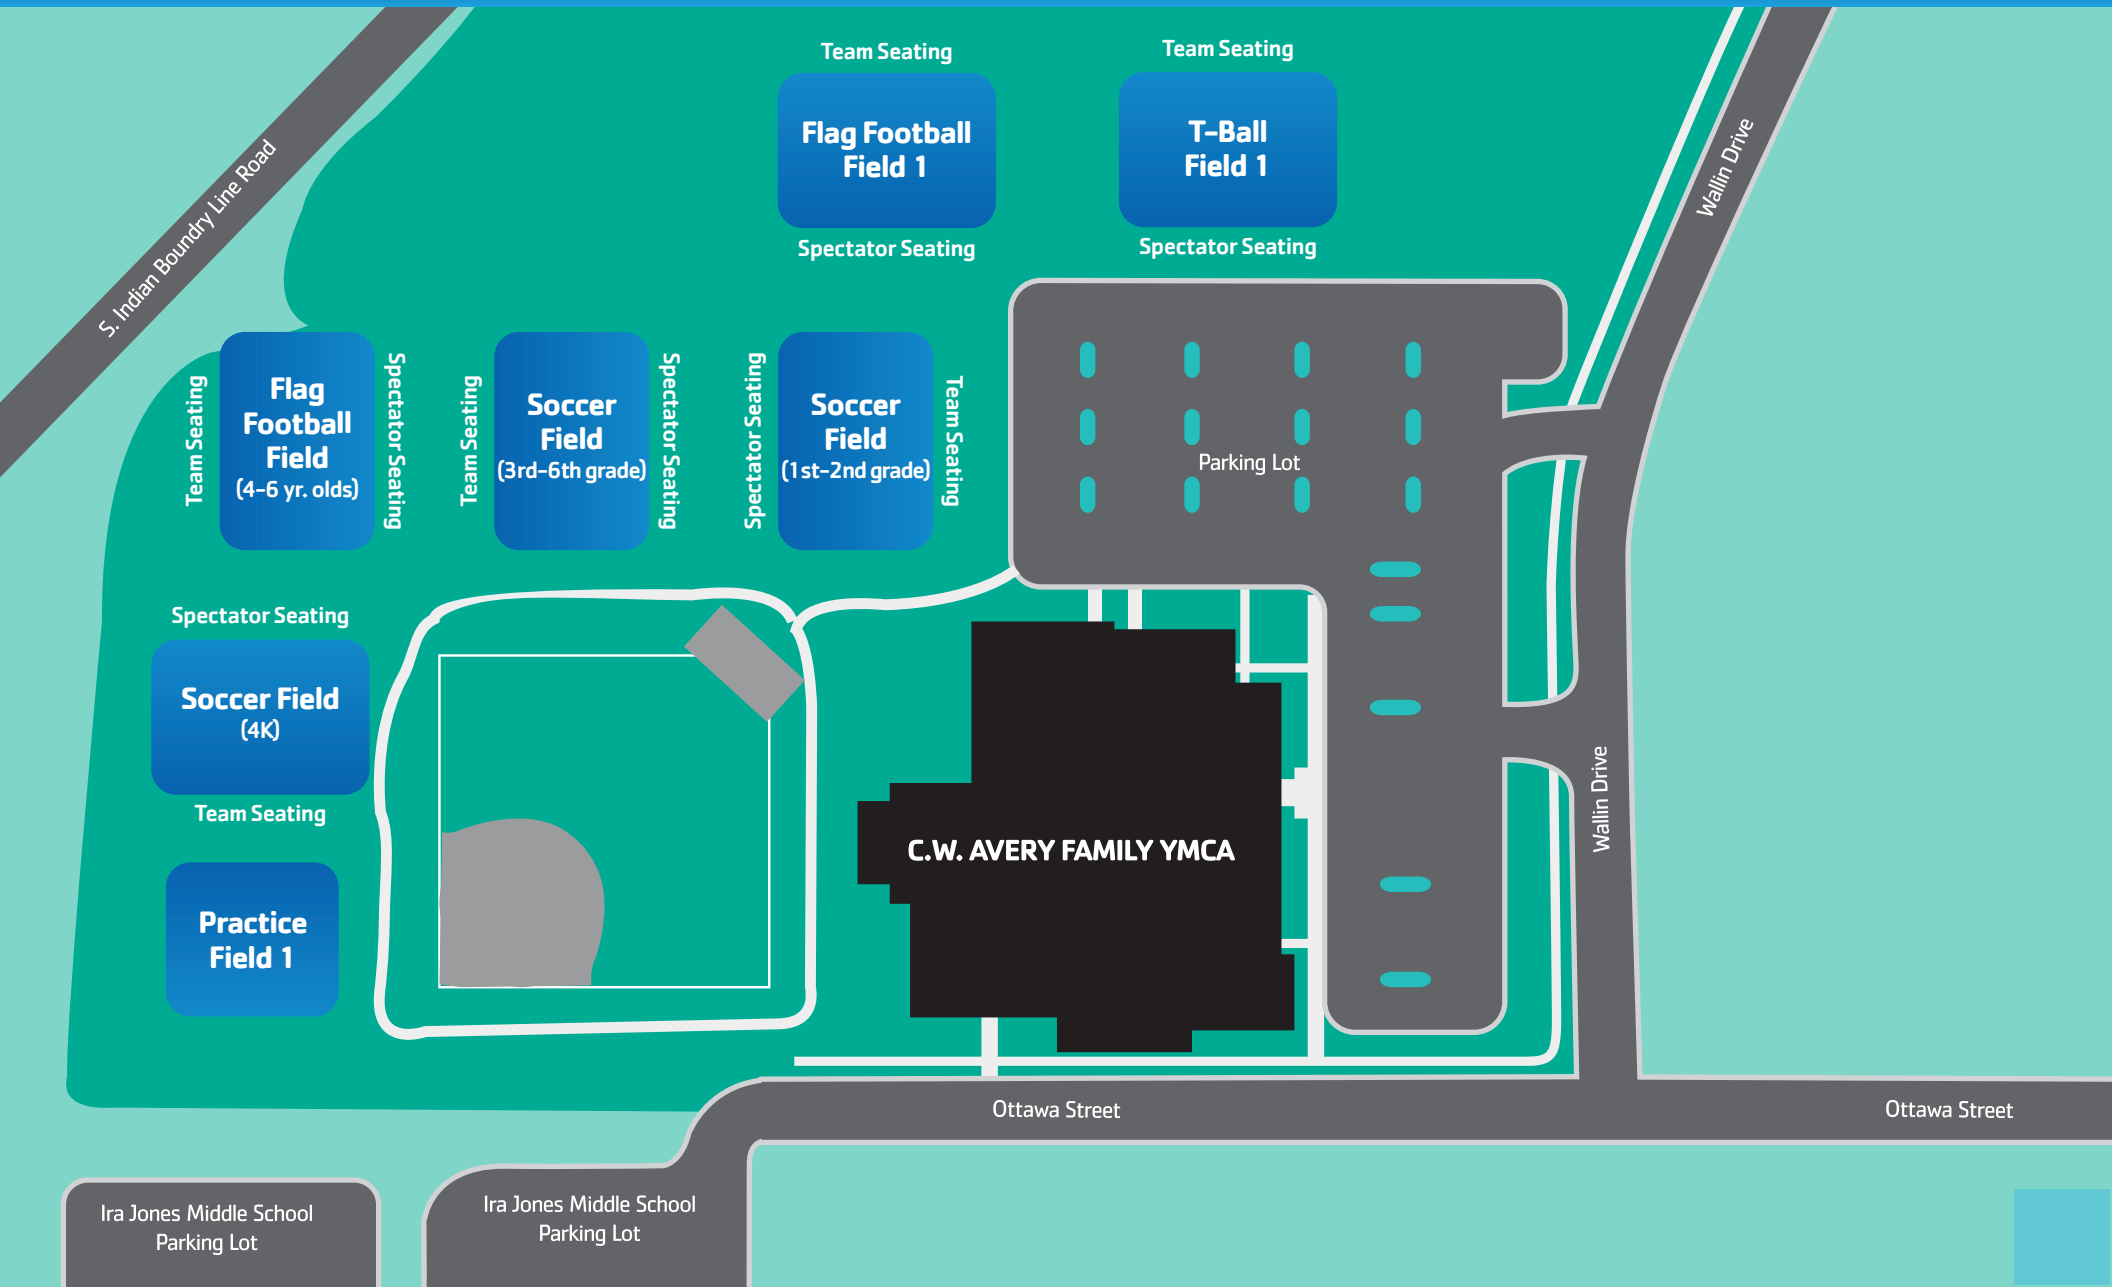 Team Seating
Flag Football
Field 1
Spectator Seating
Team Seating
T-Ball
Field 1
Spectator Seating
Wallin Drive
S. Indian Boundry Line Road
Team Seating
Flag
Football
Field
(4-6 yr. olds)
Spectator Seating
Team Seating
Soccer
Field
(3rd-6th grade)
Spectator Seating
Spectator Seating
Soccer
Field
(1st-2nd grade)
Team Seating
Parking Lot
Spectator Seating
Soccer Field
(4K)
Team Seating
Practice
Field 1
C.W. AVERY FAMILY YMCA
Wallin Drive
Ottawa Street
Ottawa Street
Ira Jones Middle School
Parking Lot
Ira Jones Middle School
Parking Lot